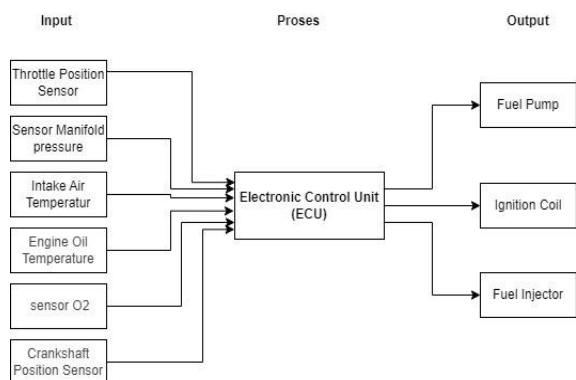 Input
Proses
Output
Throttle Position
Sensor
Sensor Manifold
pressure
Intake Air
Temperatur
Engine Oil
Temperature
sensor O2
Crankshaft
Position Sensor
Electronic Control Unit
(ECU)
Fuel Pump
Ignition Coil
Fuel Injector